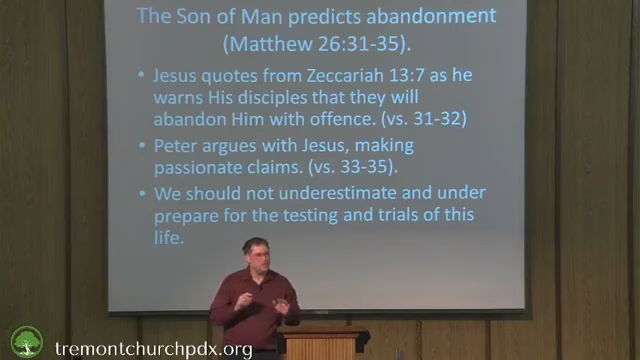 The Son of Man predicts abandonment
(Matthew 26:31-35).
• Jesus quotes from Zeccariah 13:7 as he
warns His disciples that they will
abandon Him with offence. (vs. 31-32)
• Peter argues with Jesus, making
passionate claims. (vs. 33-35).
• We should not underestimate and under
prepare for the testing and trials of this
life.
tremontchurchpdx.org